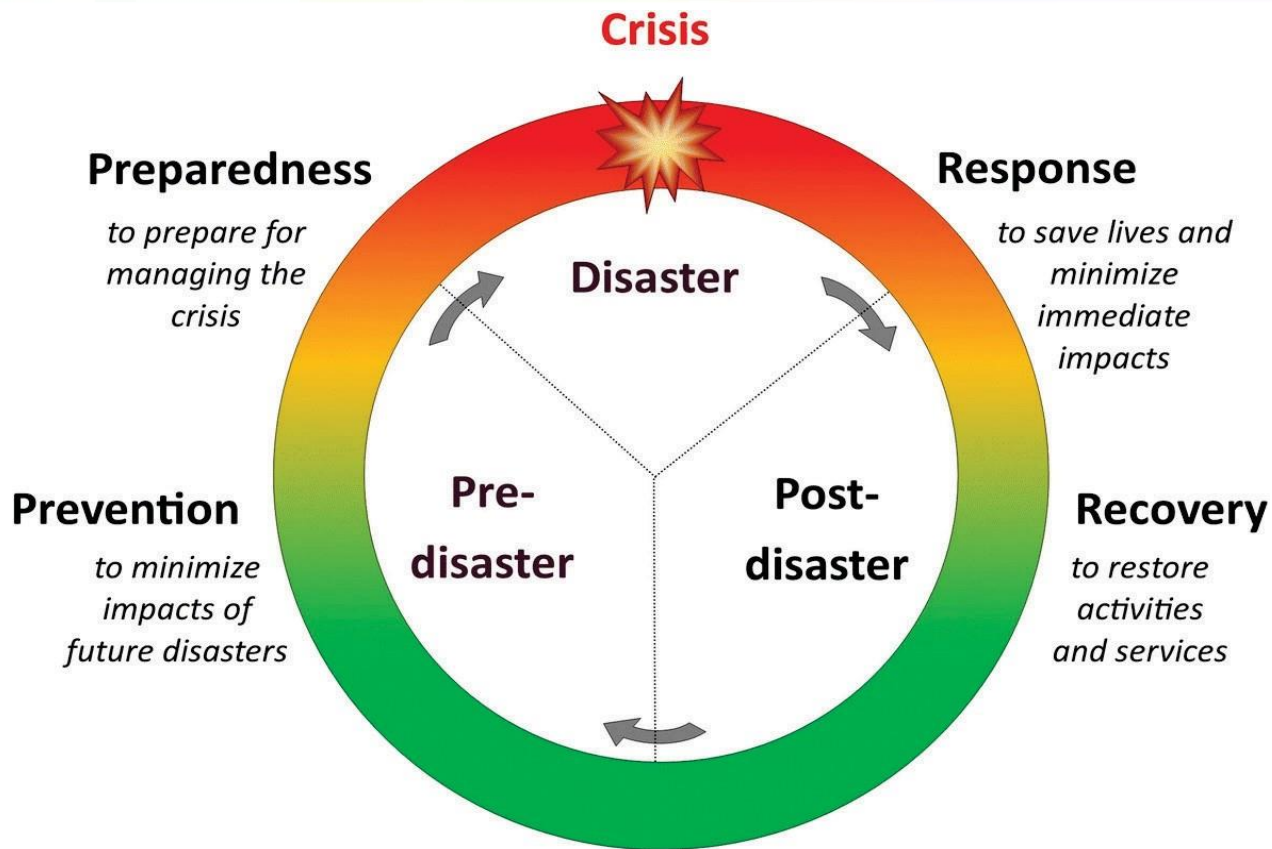 Crisis
Preparedness
to prepare for
managing the
crisis
Response
to save lives and
minimize
immediate
impacts
Disaster
Prevention
to minimize
impacts of
future disasters
Pre-
disaster
Post-
disaster
Recovery
to restore
activities
and services